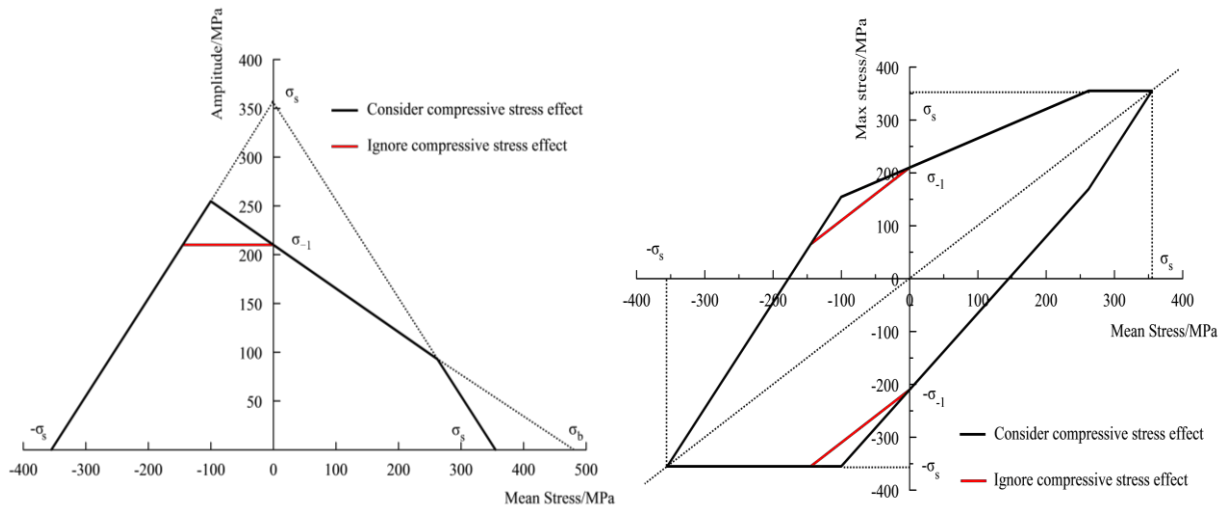 Amplitude/MPa
400
350
300
250
200
150
100
50
σs
σ−1
Consider compressive stress effect
Ignore compressive stress effect
-σs
σs
σb
-400
-300
-200
-100
0
100
200
300
400
500
Mean Stress/MPa
Max stress/MPa
400
300
200
100
0
-100
-200
-300
-400
σs
σ-1
-σs
σs
-400
-300
-200
-100
0
100
200
300
400
Mean Stress/MPa
-σ-1
-σs
Consider compressive stress effect
Ignore compressive stress effect